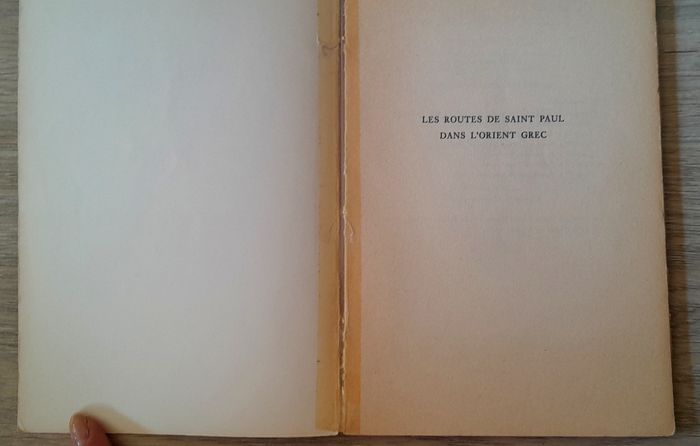 LES ROUTES DE SAINT PAUL
DANS L'ORIENT GREC